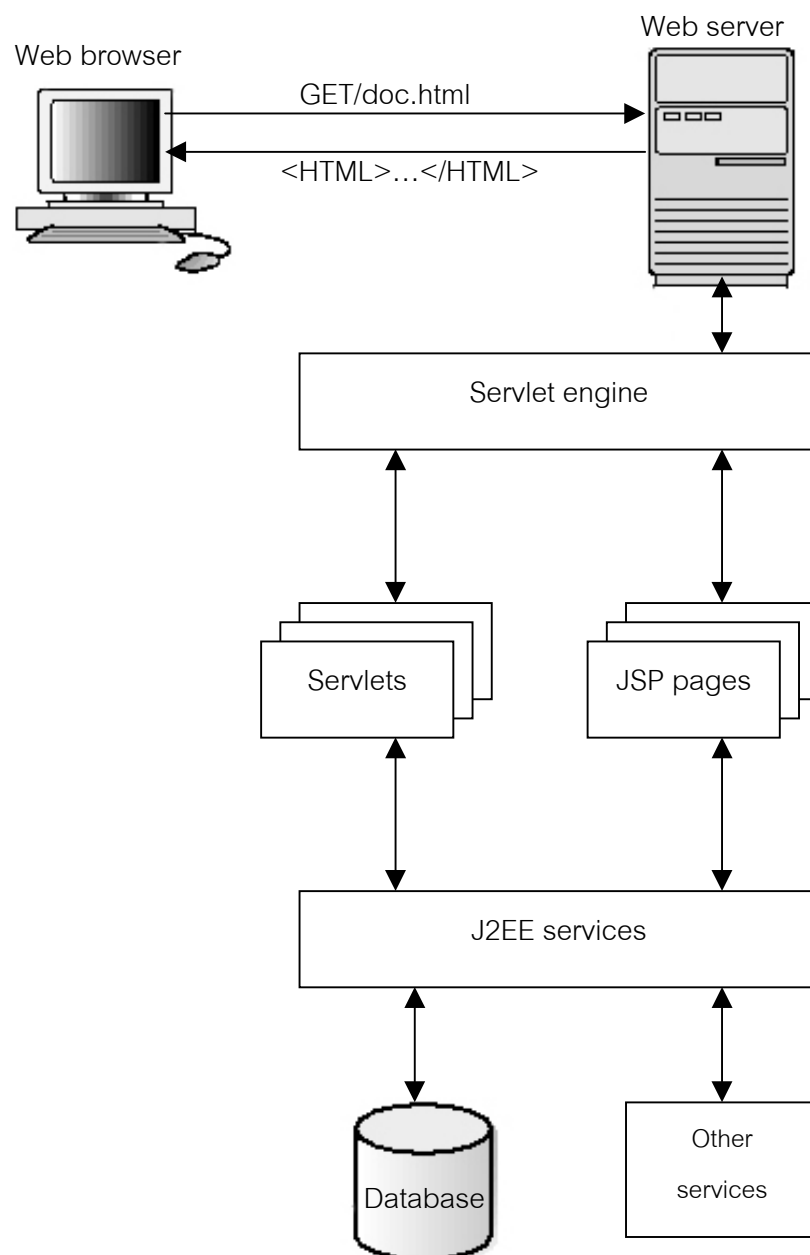 Web server
Web browser
GET/doc.html
<HTML>…</HTML>
Servlet engine
Servlets
JSP pages
J2EE services
Database
Other
services